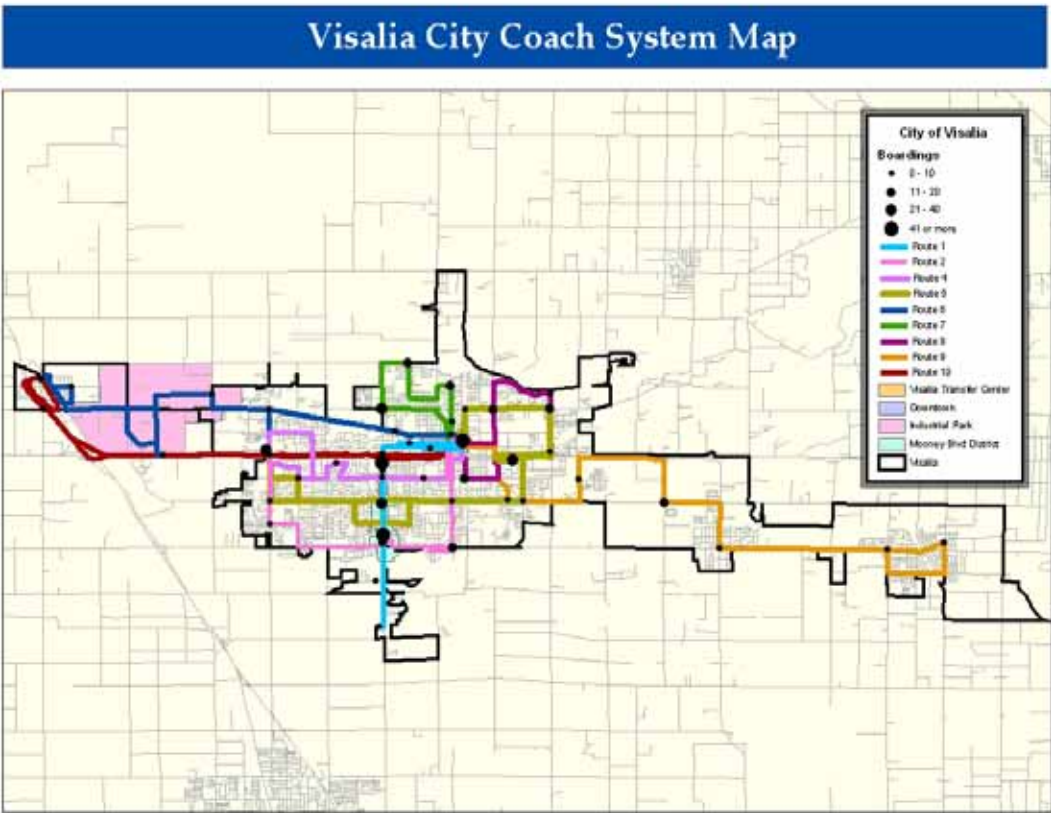 Visalia City Coach System Map
City of Visalia
Boardings
0 - 10
11 - 20
21 - 40
41 or more
Route 1
Route 2
Route 4
Route 5
Route 6
Route 7
Route 8
Route 9
Route 10
Visalia Transfer Center
Downtown
Industrial Park
Mooney Blvd District
Visalia